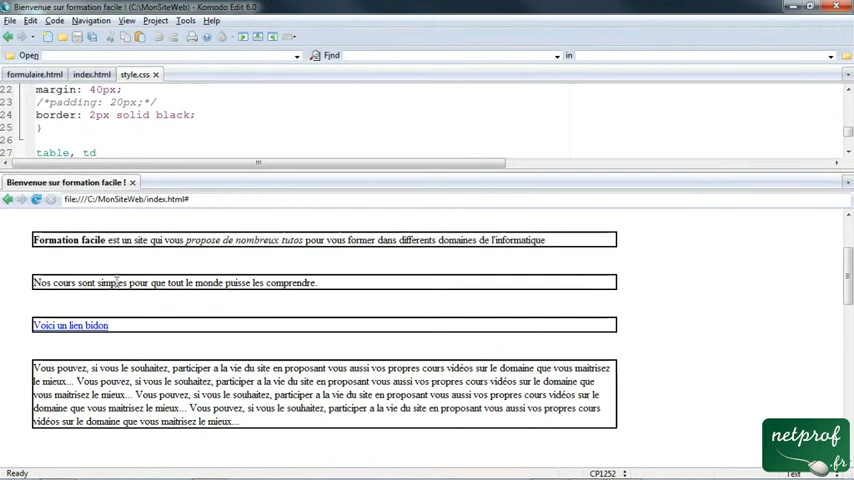 Bienvenue sur formation facile ! (C:\MonSiteWeb) - Komodo Edit 6.0
File Edit Code Navigation View Project Tools Help
Open Find in
formulaire.html index.html style.css
22 margin: 40px;
23 /*padding: 20px;*/
24 border: 2px solid black;
25 }
26
27 table, td
Bienvenue sur formation facile !
file:///C:/MonSiteWeb/index.html#
Formation facile est un site qui vous propose de nombreux tutos pour vous former dans differents domaines de l'informatique
Nos cours sont simples pour que tout le monde puisse les comprendre.
Voici un lien bidon
Vous pouvez, si vous le souhaitez, participer a la vie du site en proposant vous aussi vos propres cours vidéos sur le domaine que vous maitrisez
le mieux... Vous pouvez, si vous le souhaitez, participer a la vie du site en proposant vous aussi vos propres cours vidéos sur le domaine que
vous maitrisez le mieux... Vous pouvez, si vous le souhaitez, participer a la vie du site en proposant vous aussi vos propres cours vidéos sur le
domaine que vous maitrisez le mieux... Vous pouvez, si vous le souhaitez, participer a la vie du site en proposant vous aussi vos propres cours
vidéos sur le domaine que vous maitrisez le mieux...
netprof
.fr
Ready CP1252 Text